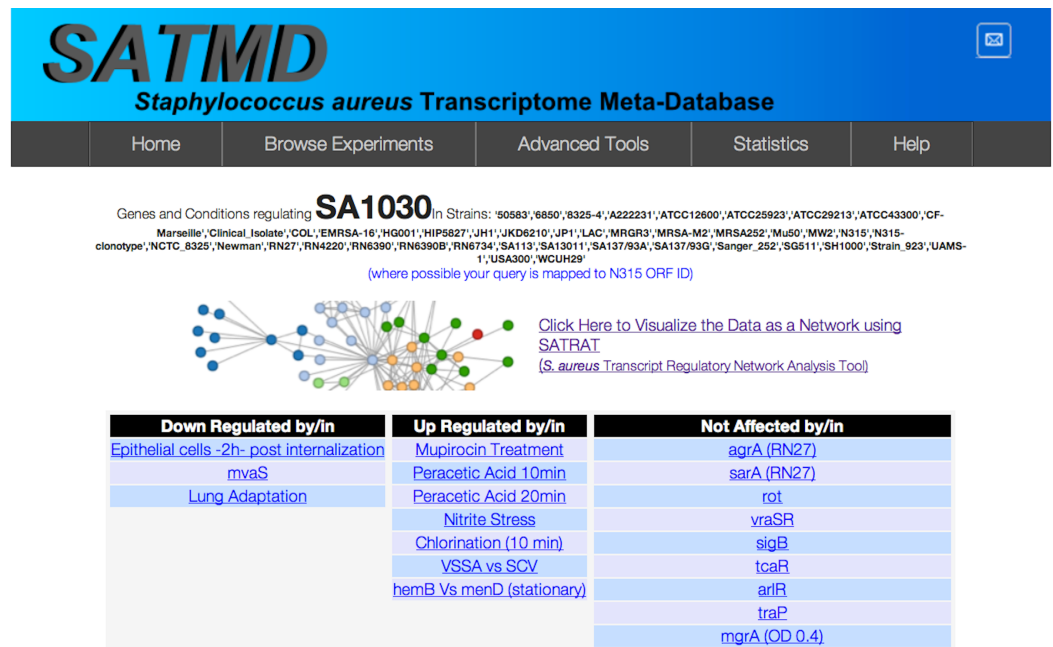 SATMD
Staphylococcus aureus Transcriptome Meta-Database
Home Browse Experiments Advanced Tools Statistics Help
Genes and Conditions regulating SA1030In Strains: '50583','6850','8325-4','A222231','ATCC12600','ATCC25923','ATCC29213','ATCC43300','CF-
Marseille','Clinical_Isolate','COL','EMRSA-16','HG001','HIP5827','JH1','JKD6210','JP1','LAC','MRGR3','MRSA-M2','MRSA252','Mu50','MW2','N315','N315-
clonotype','NCTC_8325','Newman','RN27','RN4220','RN6390','RN6390B','RN6734','SA113','SA13011','SA137/93A','SA137/93G','Sanger_252','SG511','SH1000','Strain_923','UAMS-
1','USA300','WCUH29'
(where possible your query is mapped to N315 ORF ID)
Click Here to Visualize the Data as a Network using
SATRAT
(S. aureus Transcript Regulatory Network Analysis Tool)
Down Regulated by/in Up Regulated by/in Not Affected by/in
Epithelial cells -2h- post internalization Mupirocin Treatment agrA (RN27)
mvaS Peracetic Acid 10min sarA (RN27)
Lung Adaptation Peracetic Acid 20min rot
Nitrite Stress vraSR
Chlorination (10 min) sigB
VSSA vs SCV tcaR
hemB Vs menD (stationary) arlR
traP
mgrA (OD 0.4)